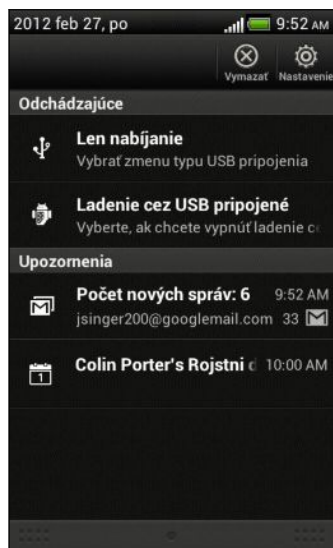 2012 feb 27, po 9:52 AM
Vymazať Nastavenie
Odchádzajúce
Len nabíjanie
Vybrať zmenu typu USB pripojenia
Ladenie cez USB pripojené
Vyberte, ak chcete vypnúť ladenie c
Upozornenia
Počet nových správ: 6 9:52 AM
jsinger200@googlemail.com 33
1
Colin Porter's Rojstni d 10:00 AM